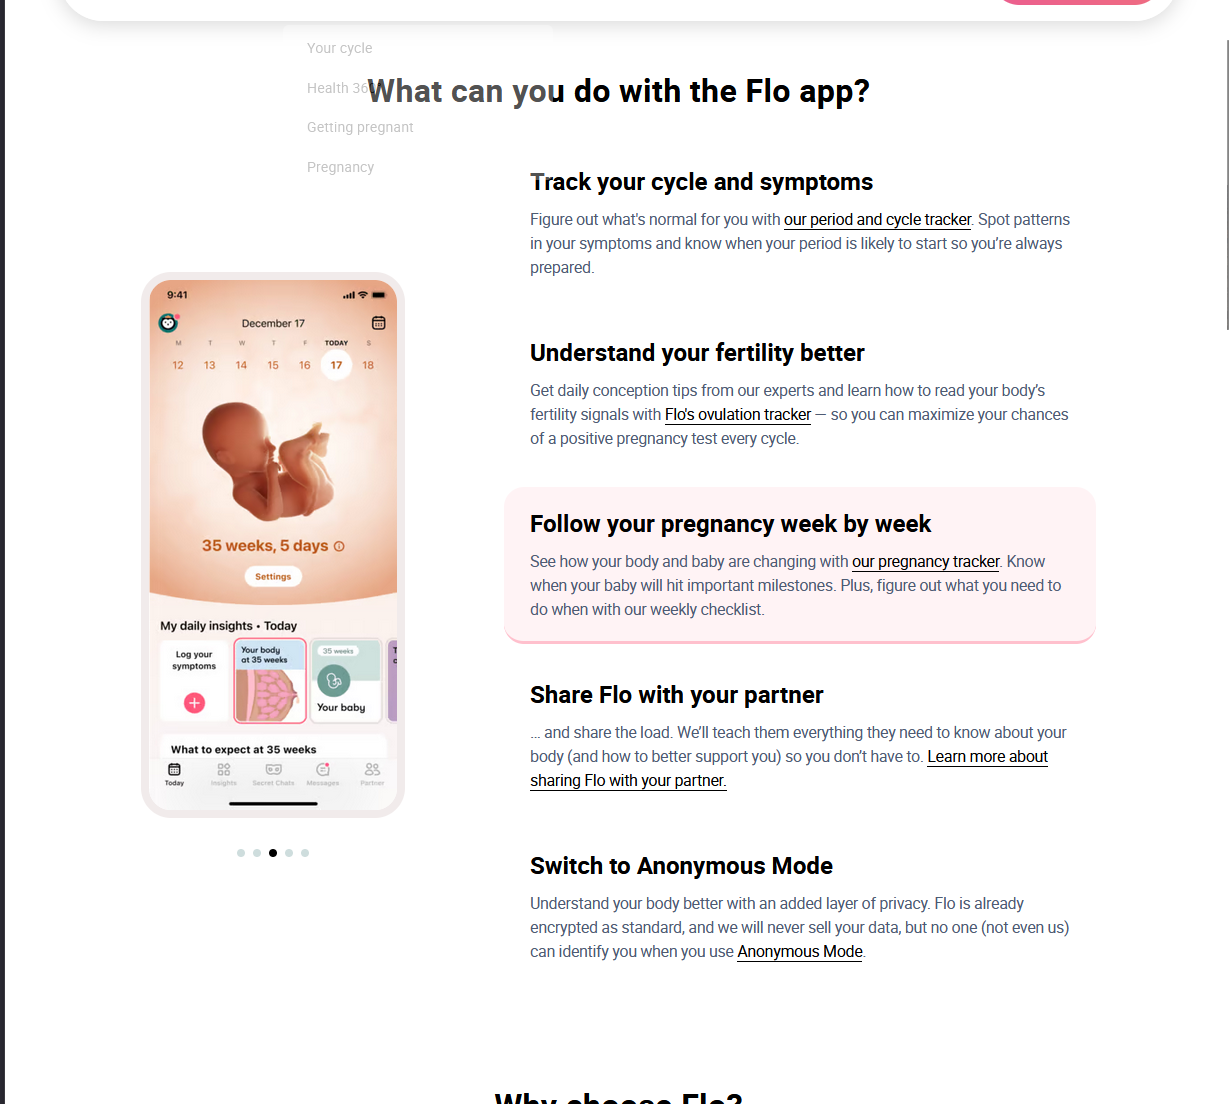 Your cycle
Health 36
Getting pregnant
Pregnancy
What can you do with the Flo app?
9:41
December 17
M T W T F TODAY S
12 13 14 15 16 17 18
35 weeks, 5 days
Settings
My daily insights • Today
Log your
symptoms
Your body
at 35 weeks
35 weeks
Your baby
What to expect at 35 weeks
Today Insights Secret Chats Messages Partner
Track your cycle and symptoms
Figure out what's normal for you with our period and cycle tracker. Spot patterns
in your symptoms and know when your period is likely to start so you’re always
prepared.
Understand your fertility better
Get daily conception tips from our experts and learn how to read your body’s
fertility signals with Flo's ovulation tracker — so you can maximize your chances
of a positive pregnancy test every cycle.
Follow your pregnancy week by week
See how your body and baby are changing with our pregnancy tracker. Know
when your baby will hit important milestones. Plus, figure out what you need to
do when with our weekly checklist.
Share Flo with your partner
... and share the load. We’ll teach them everything they need to know about your
body (and how to better support you) so you don’t have to. Learn more about
sharing Flo with your partner.
Switch to Anonymous Mode
Understand your body better with an added layer of privacy. Flo is already
encrypted as standard, and we will never sell your data, but no one (not even us)
can identify you when you use Anonymous Mode.
Why choose Flo?